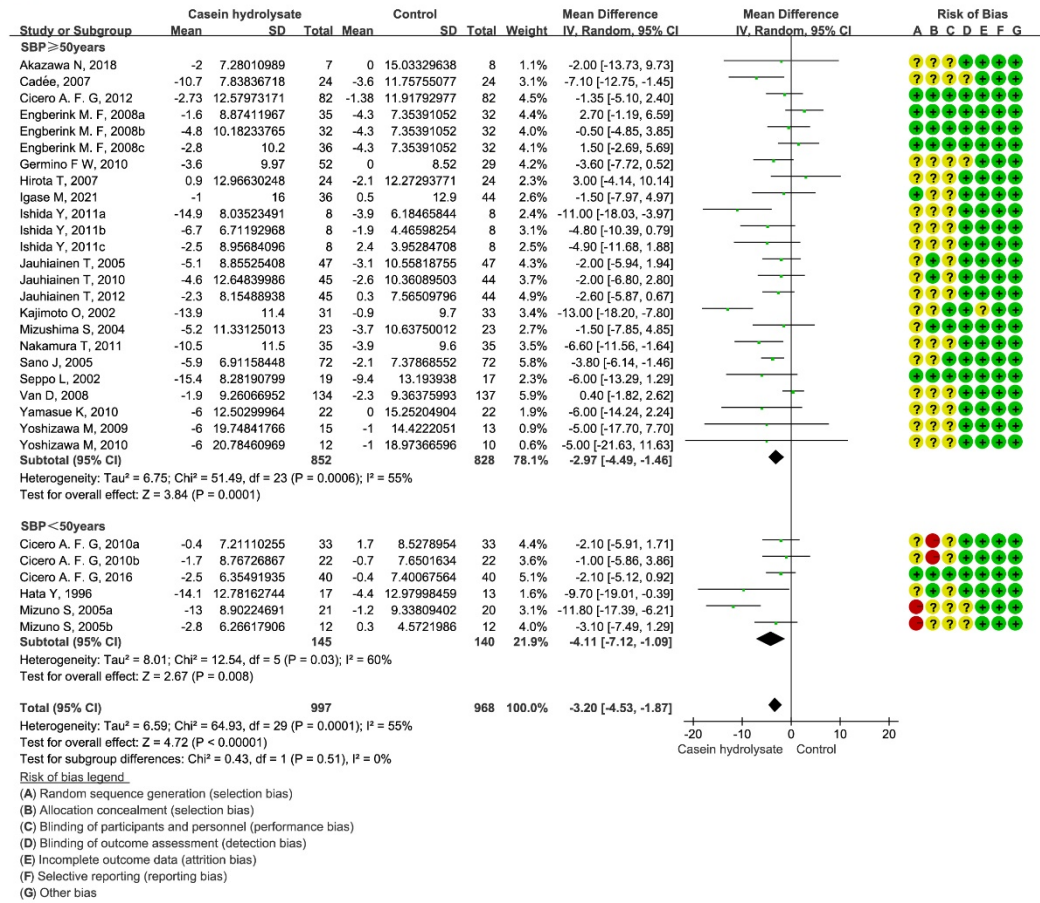 Casein hydrolysate Control Mean Difference Mean Difference Risk of Bias
Study or Subgroup Mean SD Total Mean SD Total Weight IV, Random, 95% CI IV, Random, 95% CI A B C D E F G
SBP≥50years
Akazawa N, 2018 -2 7.28010989 7 0 15.03329638 8 1.1% -2.00 [-13.73, 9.73] ? ? ? + + + +
Cadée, 2007 -10.7 7.83836718 24 -3.6 11.75755077 24 3.1% -7.10 [-12.75, -1.45] ? ? ? ? + + +
Cicero A. F. G, 2012 -2.73 12.57973171 82 -1.38 11.91792977 82 4.5% -1.35 [-5.10, 2.40] + + + + + + +
Engberink M. F, 2008a -1.6 8.87411967 35 -4.3 7.35391052 32 4.4% 2.70 [-1.19, 6.59] + + + + + + +
Engberink M. F, 2008b -4.8 10.18233765 32 -4.3 7.35391052 32 4.0% -0.50 [-4.85, 3.85] + + + + + + +
Engberink M. F, 2008c -2.8 10.2 36 -4.3 7.35391052 32 4.1% 1.50 [-2.69, 5.69] + + + + + + +
Germino F W, 2010 -3.6 9.97 52 0 8.52 29 4.2% -3.60 [-7.72, 0.52] ? ? ? ? + + +
Hirota T, 2007 0.9 12.96630248 24 -2.1 12.27293771 24 2.3% 3.00 [-4.14, 10.14] ? ? ? + + + +
Igase M, 2021 -1 16 36 0.5 12.9 44 2.6% -1.50 [-7.97, 4.97] + ? ? + + + +
Ishida Y, 2011a -14.9 8.03523491 8 -3.9 6.18465844 8 2.4% -11.00 [-18.03, -3.97] ? ? ? + + + +
Ishida Y, 2011b -6.7 6.71192968 8 -1.9 4.46598254 8 3.1% -4.80 [-10.39, 0.79] ? ? ? + + + +
Ishida Y, 2011c -2.5 8.95684096 8 2.4 3.95284708 8 2.5% -4.90 [-11.68, 1.88] ? ? ? + + + +
Jauhiainen T, 2005 -5.1 8.85525408 47 -3.1 10.55818755 47 4.3% -2.00 [-5.94, 1.94] ? ? ? + + + +
Jauhiainen T, 2010 -4.6 12.64839986 45 -2.6 10.36089503 44 3.7% -2.00 [-6.80, 2.80] ? ? ? + + + +
Jauhiainen T, 2012 -2.3 8.15488938 45 0.3 7.56509796 44 4.9% -2.60 [-5.87, 0.67] ? ? ? + + + +
Kajimoto O, 2002 -13.9 11.4 31 -0.9 9.7 33 3.4% -13.00 [-18.20, -7.80] ? ? ? + ? + +
Mizushima S, 2004 -5.2 11.33125013 23 -3.7 10.63750012 23 2.7% -1.50 [-7.85, 4.85] ? + + + + + +
Nakamura T, 2011 -10.5 11.5 35 -3.9 9.6 35 3.5% -6.60 [-11.56, -1.64] ? ? ? + + + +
Sano J, 2005 -5.9 6.91158448 72 -2.1 7.37868552 72 5.7% -3.80 [-6.14, -1.46] ? ? ? + + + +
Seppo L, 2002 -15.4 8.28190799 19 -9.4 13.193938 17 2.3% -6.00 [-13.29, 1.29] + + + + + + +
Van D, 2008 -1.9 9.26066952 134 -2.3 9.36375993 137 5.8% 0.40 [-1.82, 2.62] ? ? ? + + + +
Yamasue K, 2010 -6 12.50299964 22 0 15.25204904 22 1.9% -6.00 [-14.24, 2.24] ? ? ? + + + +
Yoshizawa M, 2009 -6 19.74841766 15 -1 14.4222051 13 0.9% -5.00 [-17.70, 7.70] ? ? ? + + + +
Yoshizawa M, 2010 -6 20.78460969 12 -1 18.97366596 10 0.6% -5.00 [-21.63, 11.63] ? ? ? + + + +
Subtotal (95% CI) 852 828 78.1% -2.97 [-4.49, -1.46]
Heterogeneity: Tau² = 6.75; Chi² = 51.49, df = 23 (P = 0.0006); I² = 55%
Test for overall effect: Z = 3.84 (P = 0.0001)
SBP<50years
Cicero A. F. G, 2010a -0.4 7.21110255 33 1.7 8.5278954 33 4.4% -2.10 [-5.91, 1.71] ? - ? + + + +
Cicero A. F. G, 2010b -1.7 8.76726867 22 -0.7 7.6501634 22 3.6% -1.00 [-5.86, 3.86] ? - ? + + + +
Cicero A. F. G, 2016 -2.5 6.35491935 40 -0.4 7.40067564 40 5.1% -2.10 [-5.12, 0.92] + + + + + + +
Hata Y, 1996 -14.1 12.78162744 17 -4.4 12.97998459 13 1.6% -9.70 [-19.01, -0.39] ? + ? + + + +
Mizuno S, 2005a -13 8.90224691 21 -1.2 9.33809402 20 3.1% -11.80 [-17.39, -6.21] - ? ? ? + + +
Mizuno S, 2005b -2.8 6.26617906 12 0.3 4.5721986 12 4.0% -3.10 [-7.49, 1.29] - ? ? ? + + +
Subtotal (95% CI) 145 140 21.9% -4.11 [-7.12, -1.09]
Heterogeneity: Tau² = 8.01; Chi² = 12.54, df = 5 (P = 0.03); I² = 60%
Test for overall effect: Z = 2.67 (P = 0.008)
Total (95% CI) 997 968 100.0% -3.20 [-4.53, -1.87]
Heterogeneity: Tau² = 6.59; Chi² = 64.93, df = 29 (P = 0.0001); I² = 55%
Test for overall effect: Z = 4.72 (P < 0.00001)
Test for subgroup differences: Chi² = 0.43, df = 1 (P = 0.51), I² = 0%
-20 -10 0 10 20
Casein hydrolysate Control
Risk of bias legend
(A) Random sequence generation (selection bias)
(B) Allocation concealment (selection bias)
(C) Blinding of participants and personnel (performance bias)
(D) Blinding of outcome assessment (detection bias)
(E) Incomplete outcome data (attrition bias)
(F) Selective reporting (reporting bias)
(G) Other bias